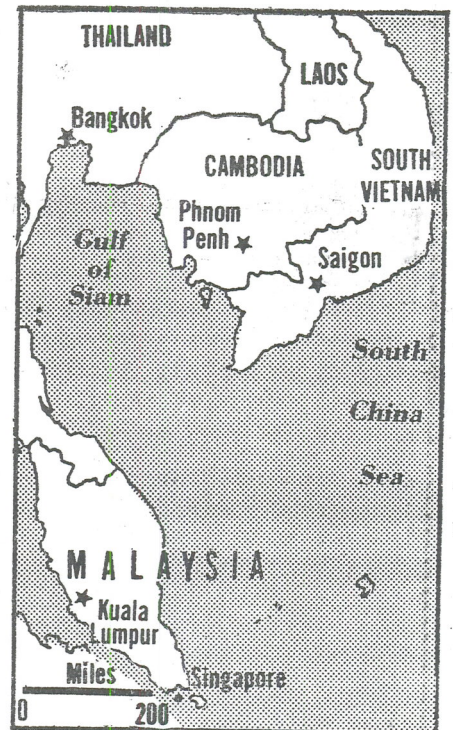 THAILAND
LAOS
Bangkok
CAMBODIA
SOUTH
VIETNAM
Phnom
Penh
Gulf
of
Siam
Saigon
South
China
Sea
MALAYSIA
Kuala
Lumpur
Miles
Singapore
0 200